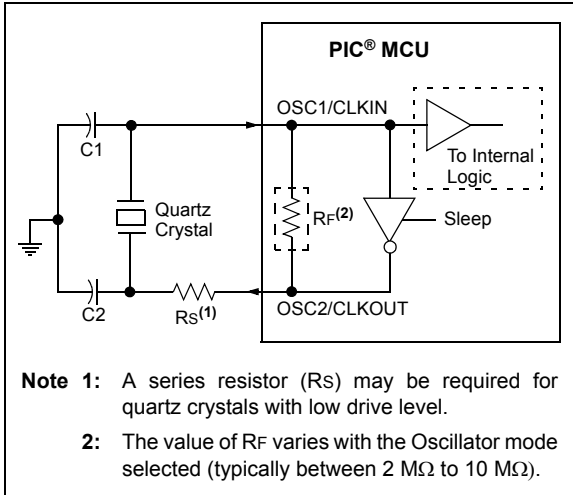 PIC® MCU
OSC1/CLKIN
C1
To Internal
Logic
Quartz
Crystal
RF(2)
Sleep
C2
RS(1)
OSC2/CLKOUT
Note 1: A series resistor (RS) may be required for
quartz crystals with low drive level.
2: The value of RF varies with the Oscillator mode
selected (typically between 2 MΩ to 10 MΩ).